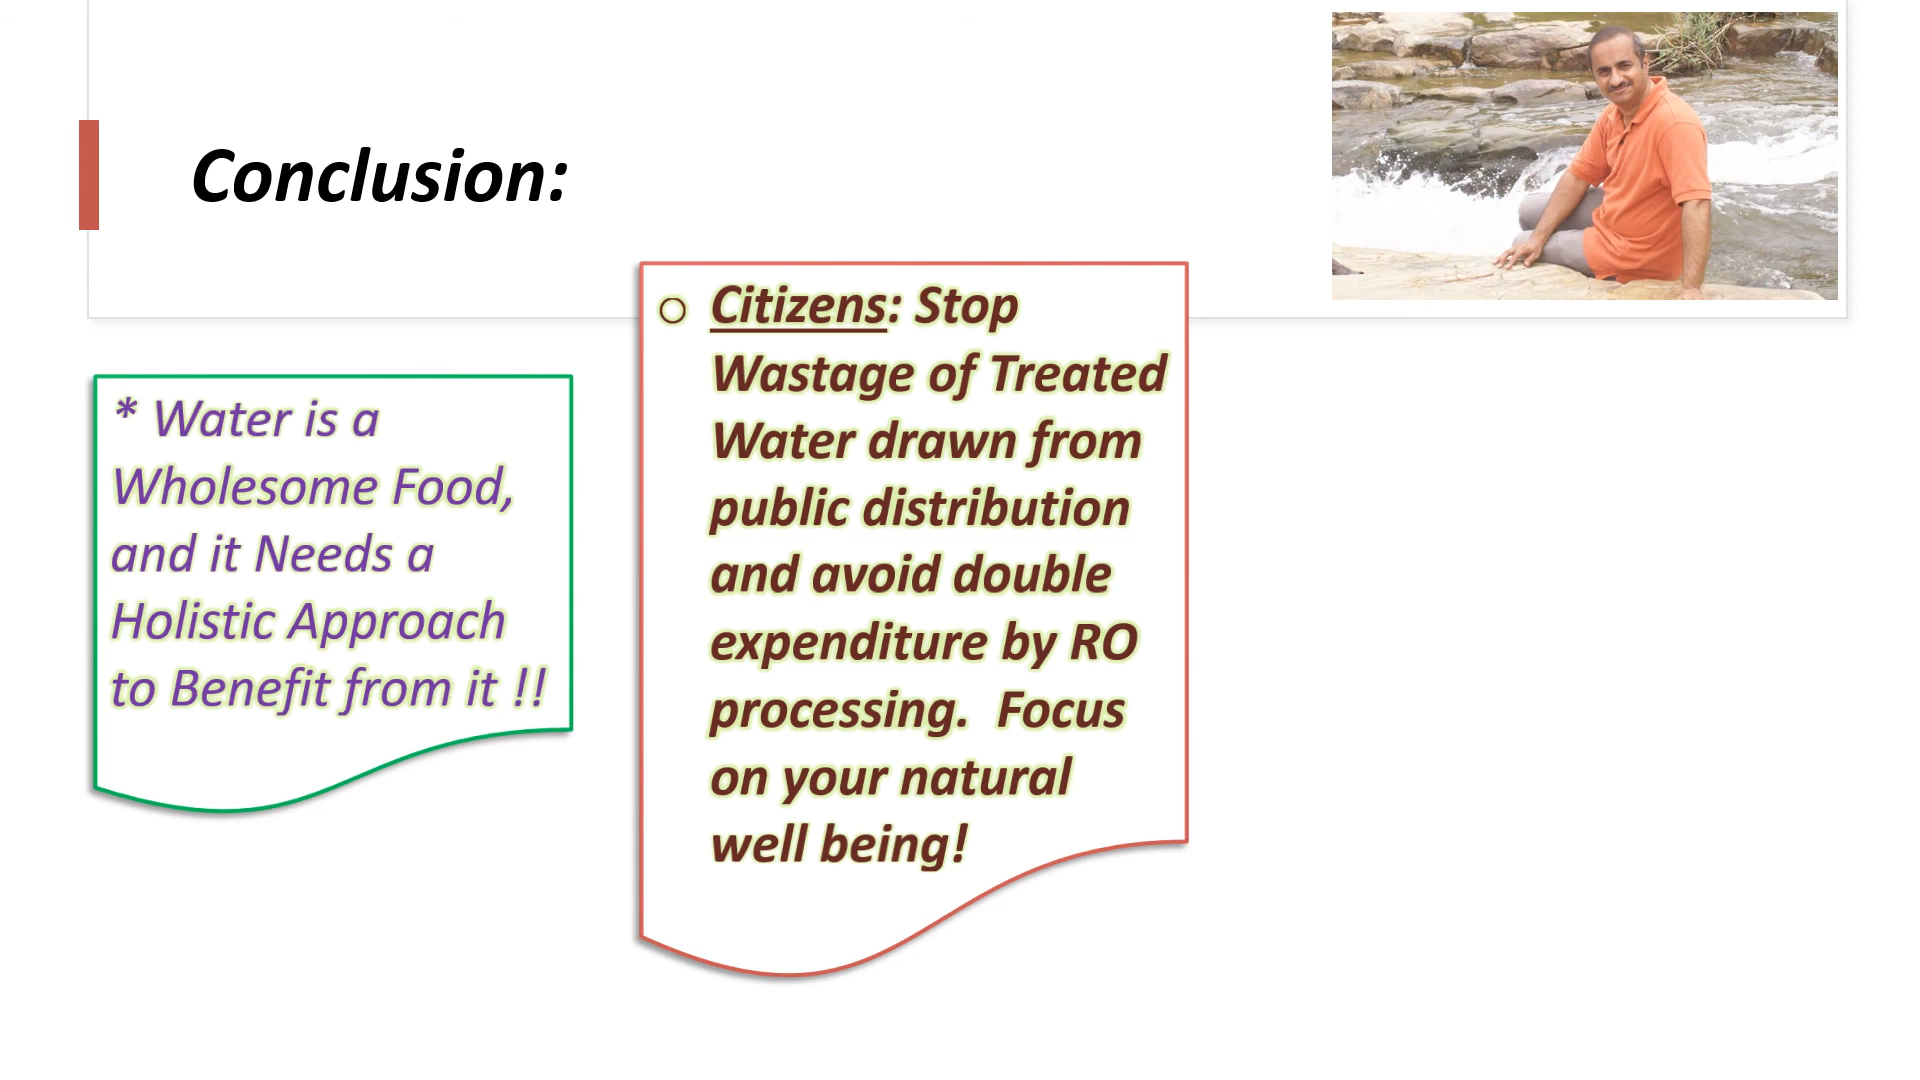 Conclusion:
* Water is a
Wholesome Food,
and it Needs a
Holistic Approach
to Benefit from it !!
o Citizens: Stop
Wastage of Treated
Water drawn from
public distribution
and avoid double
expenditure by RO
processing.  Focus
on your natural
well being!